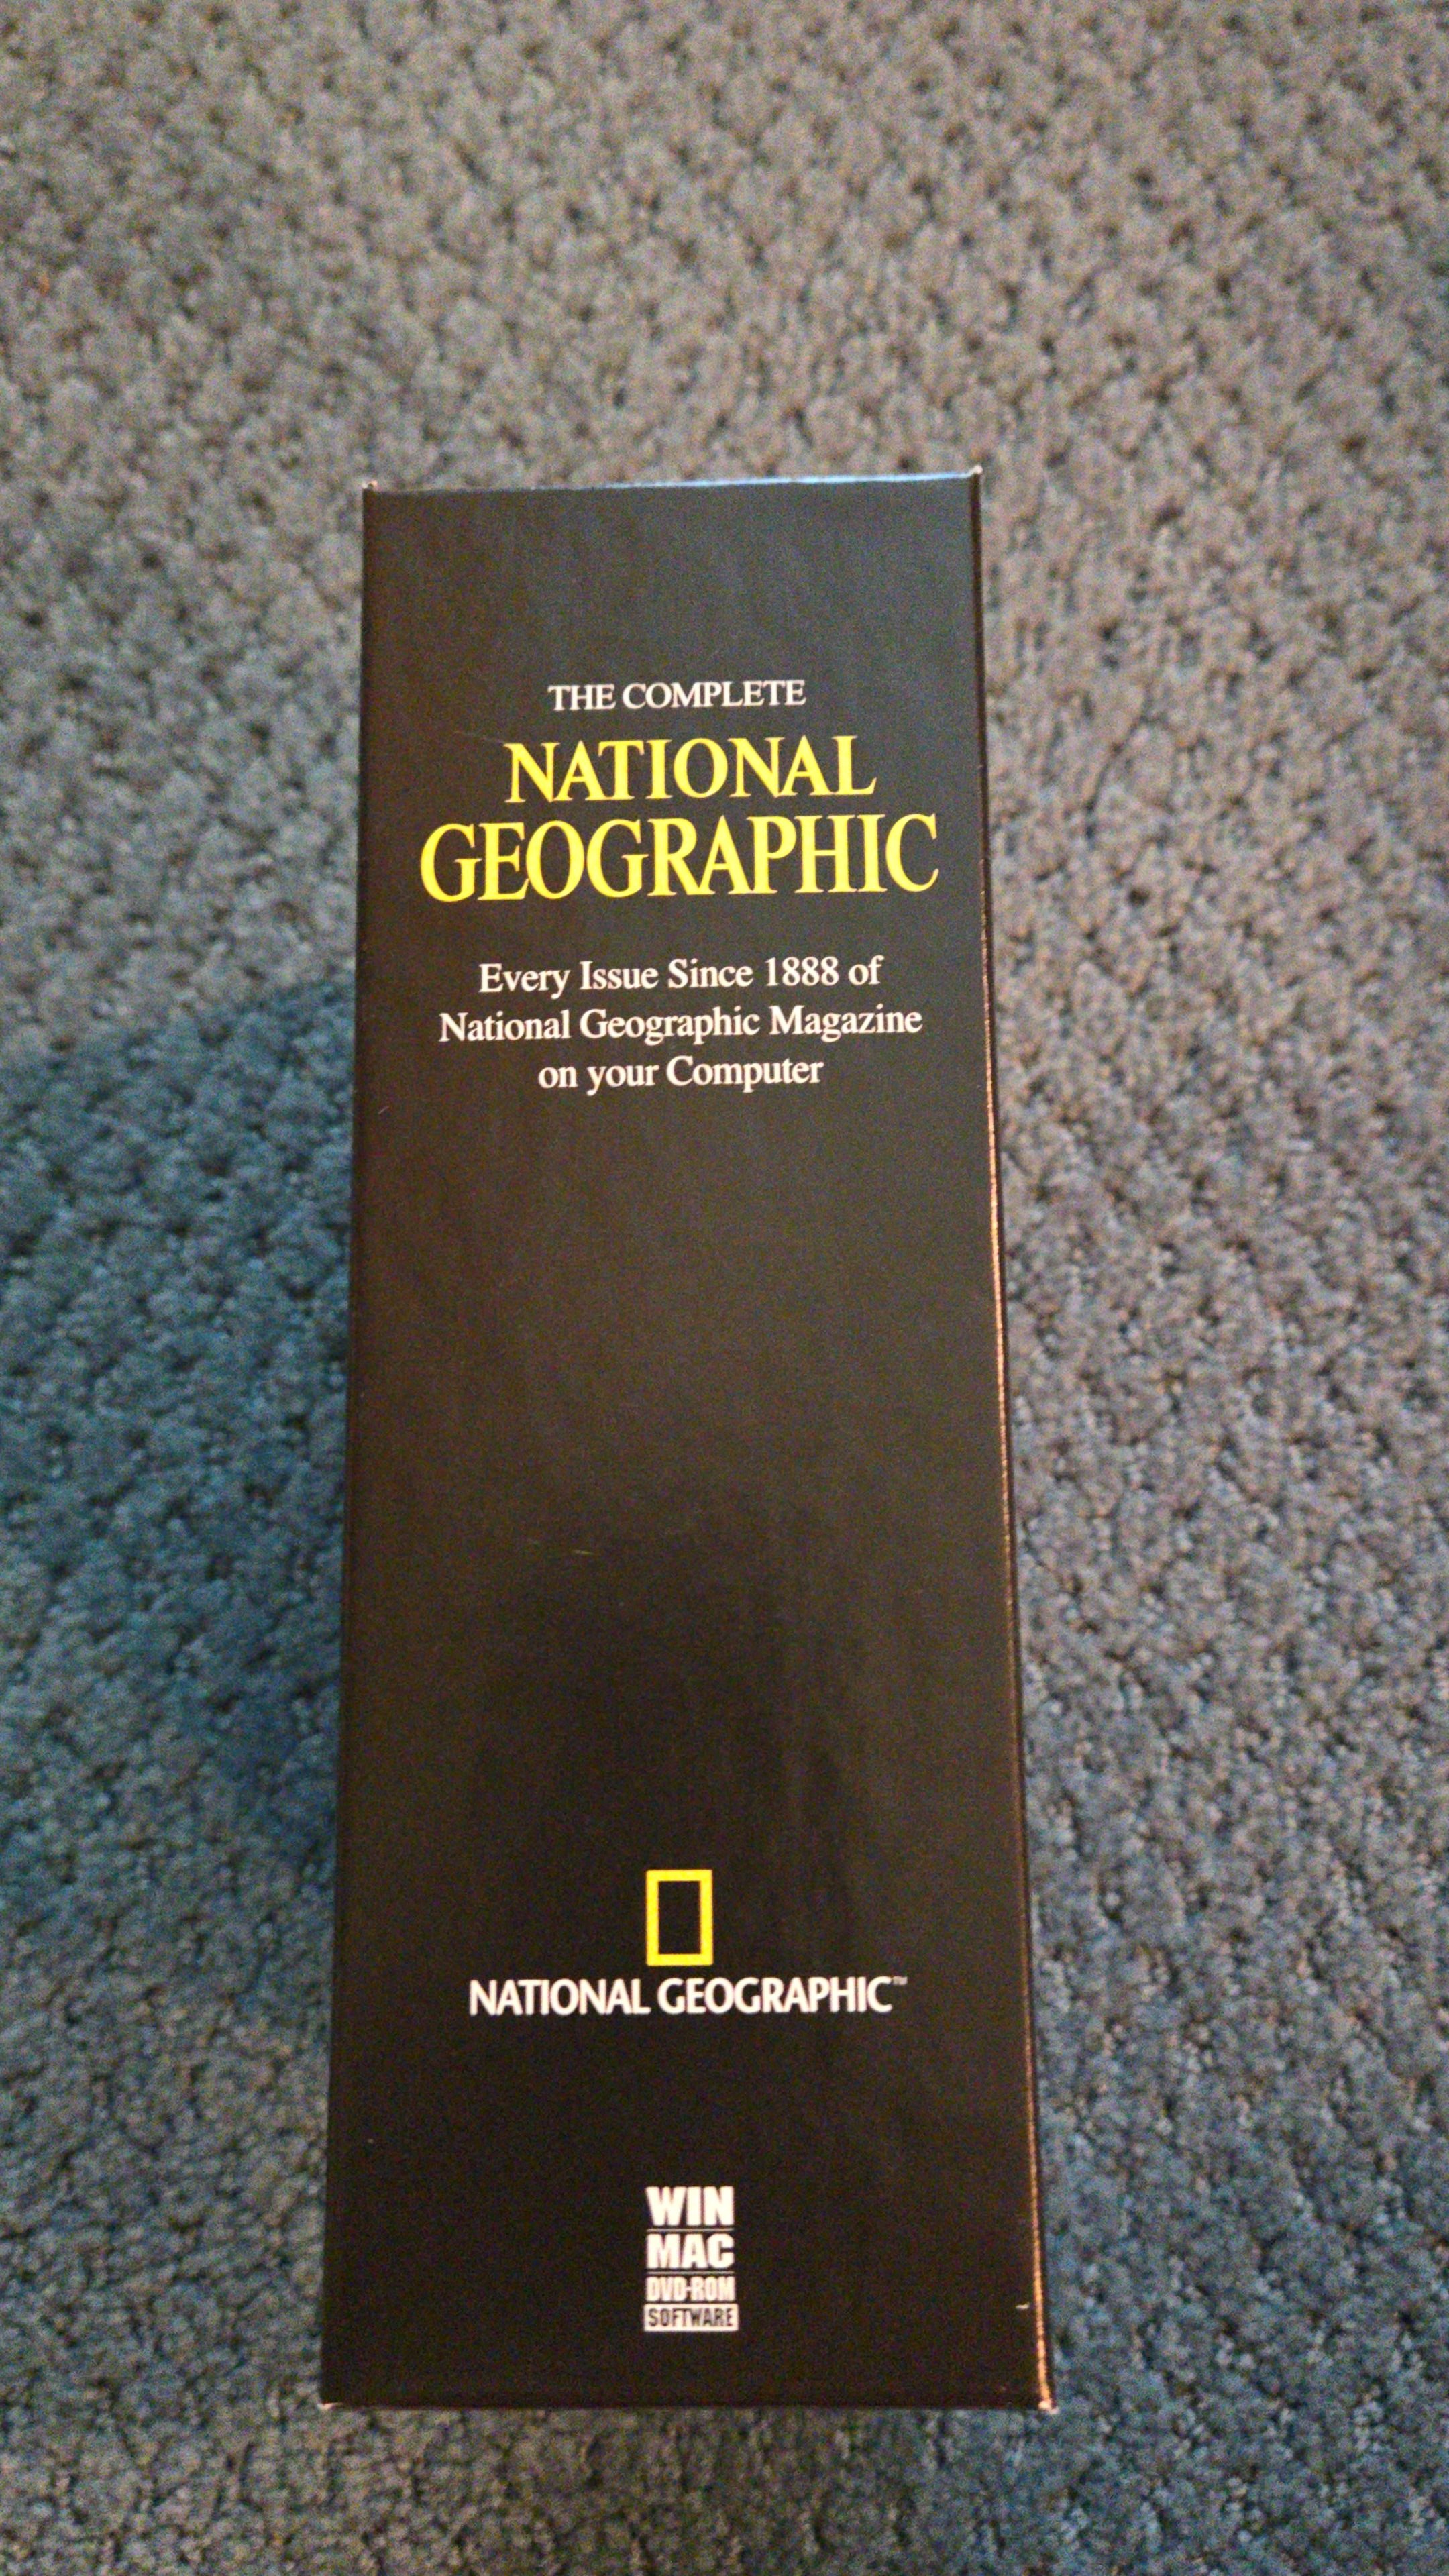 THE COMPLETE
NATIONAL
GEOGRAPHIC
Every Issue Since 1888 of
National Geographic Magazine
on your Computer
NATIONAL GEOGRAPHIC™
WIN
MAC
DVD-ROM
SOFTWARE